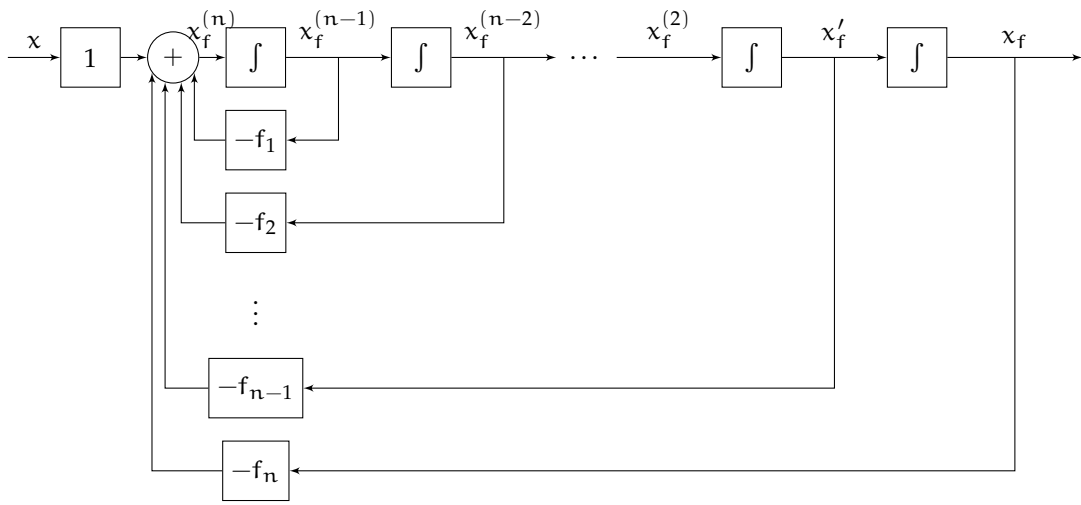 x 1 + x_f^{(n)} ∫ x_f^{(n−1)} ∫ x_f^{(n−2)} ⋯ x_f^{(2)} ∫ x_f′ ∫ x_f
−f_1
−f_2
⋮
−f_{n−1}
−f_n